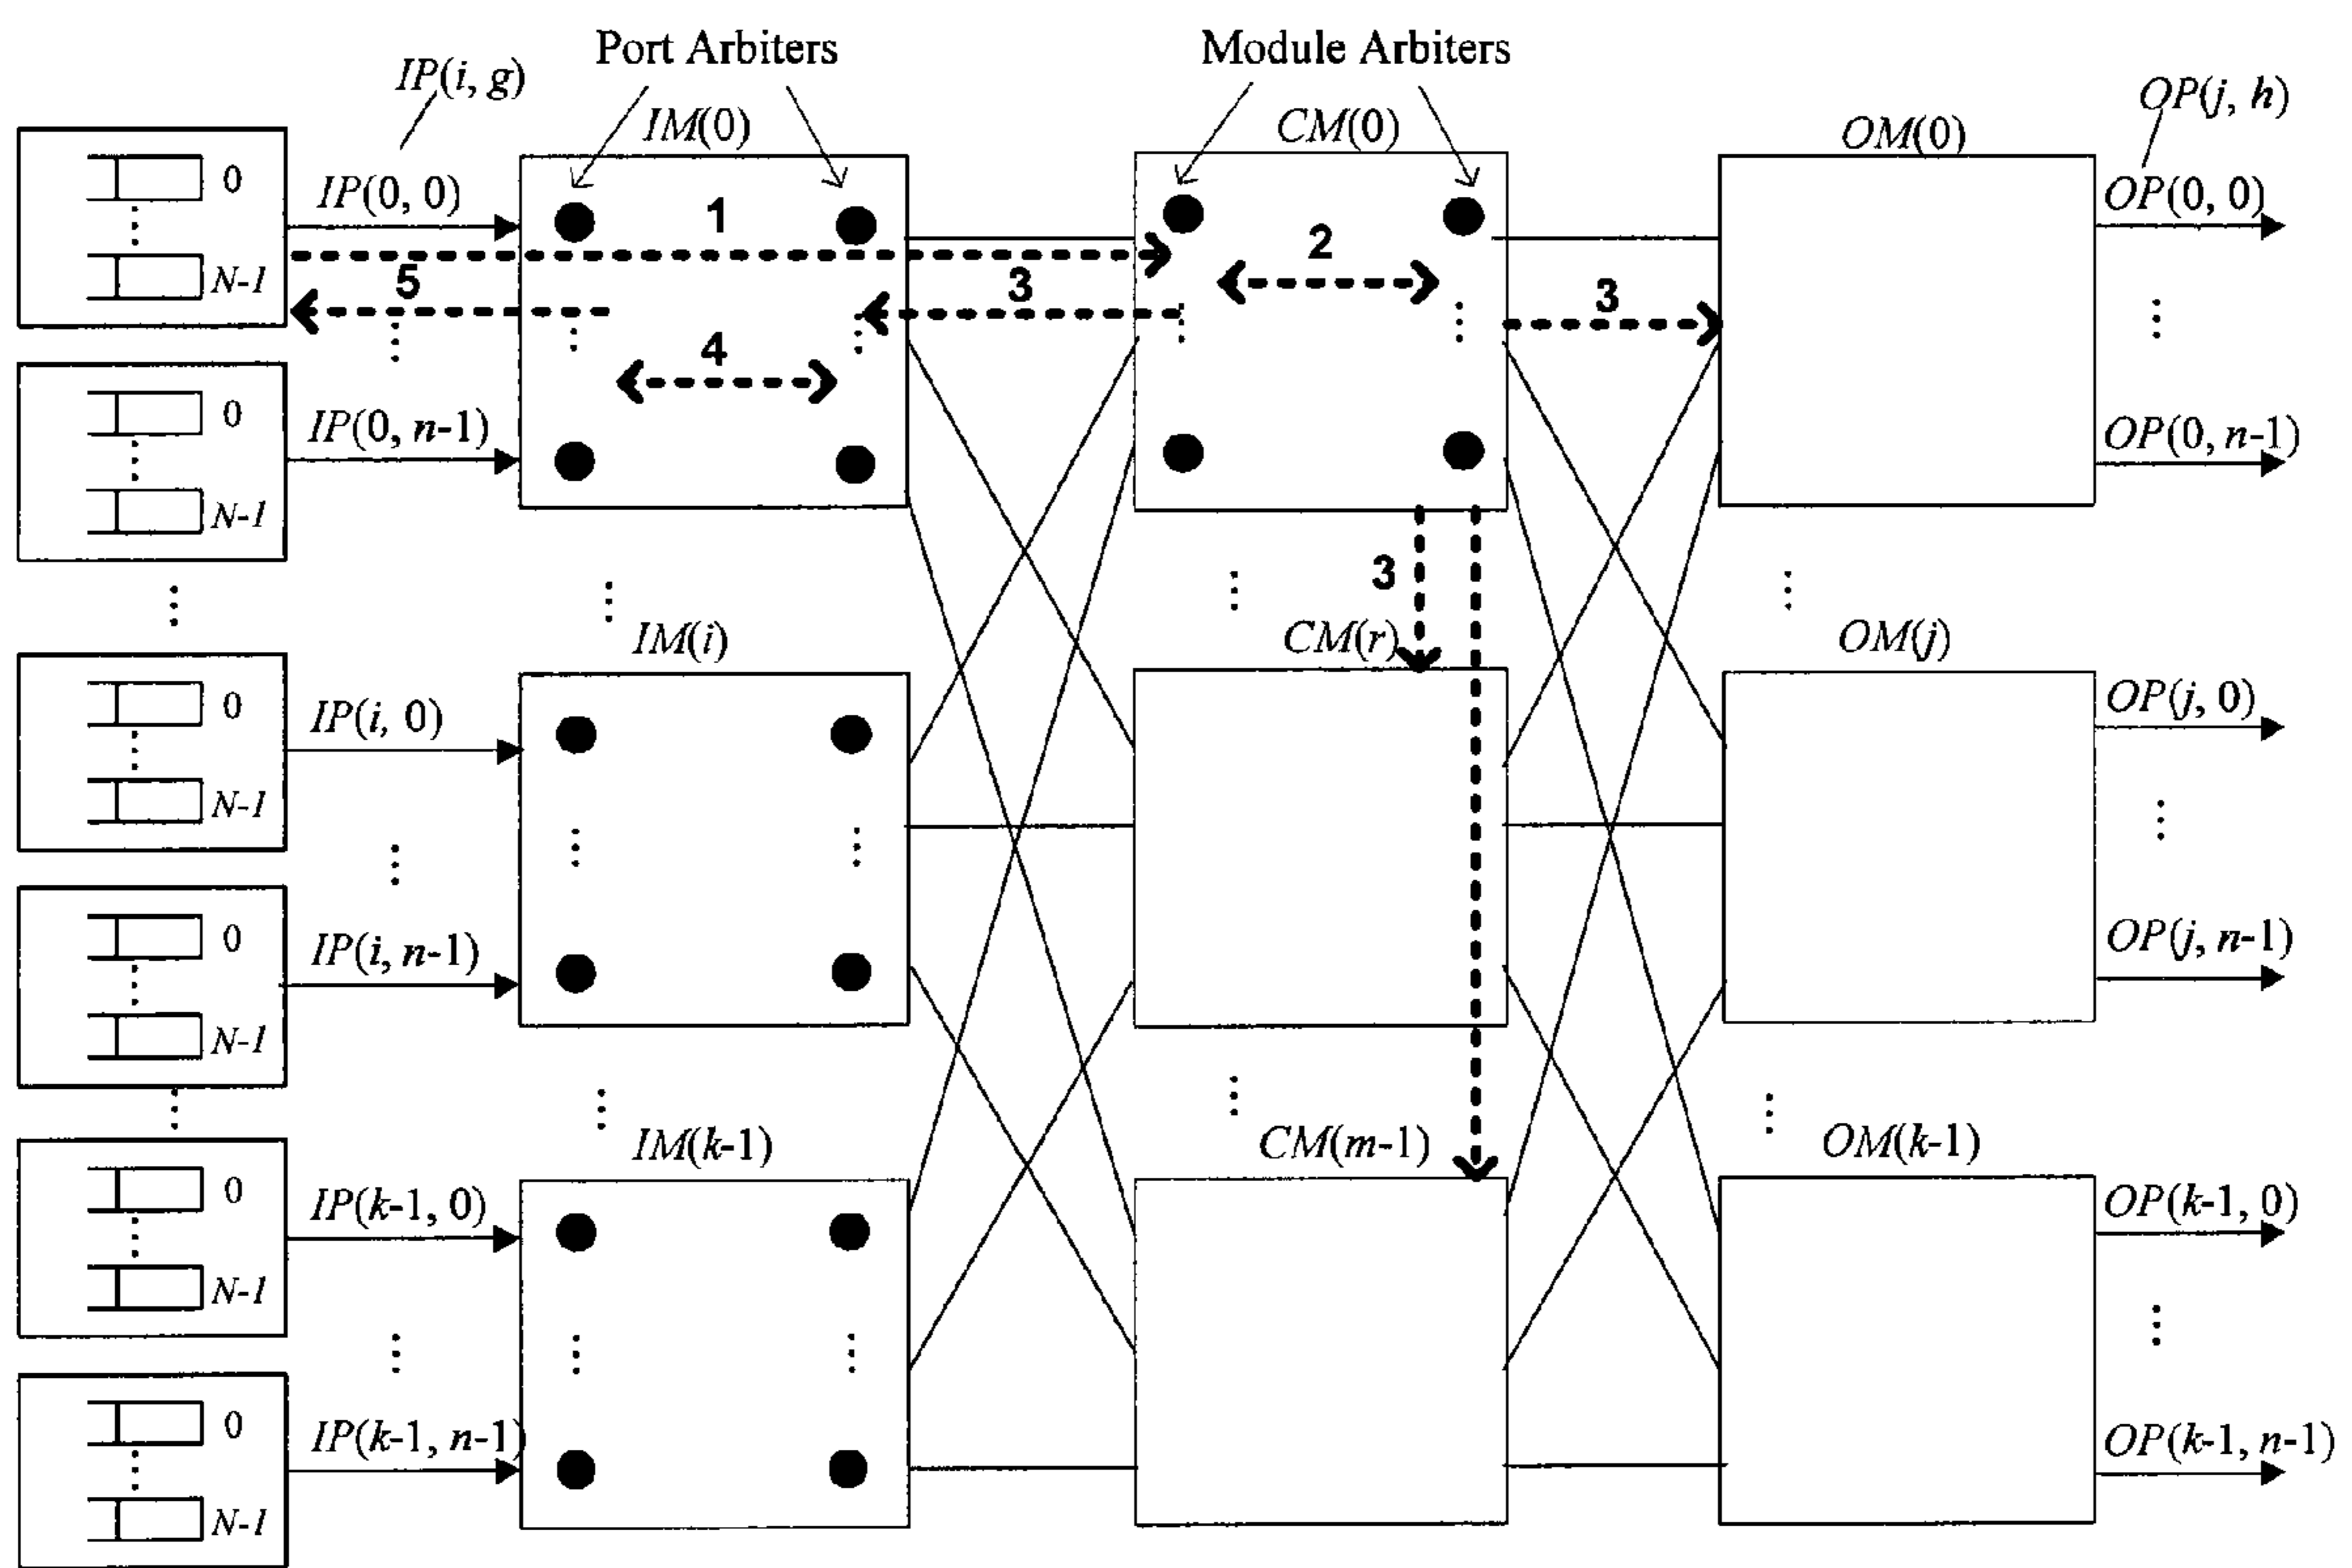 Port Arbiters
Module Arbiters
IP(i, g)
OP(j, h)
IM(0)
CM(0)
OM(0)
0
N-1
IP(0, 0)
1
5
3
2
3
OP(0, 0)
0
N-1
IP(0, n-1)
4
OP(0, n-1)
3
IM(i)
CM(r)
OM(j)
0
N-1
IP(i, 0)
OP(j, 0)
0
N-1
IP(i, n-1)
OP(j, n-1)
IM(k-1)
CM(m-1)
OM(k-1)
0
N-1
IP(k-1, 0)
OP(k-1, 0)
0
N-1
IP(k-1, n-1)
OP(k-1, n-1)